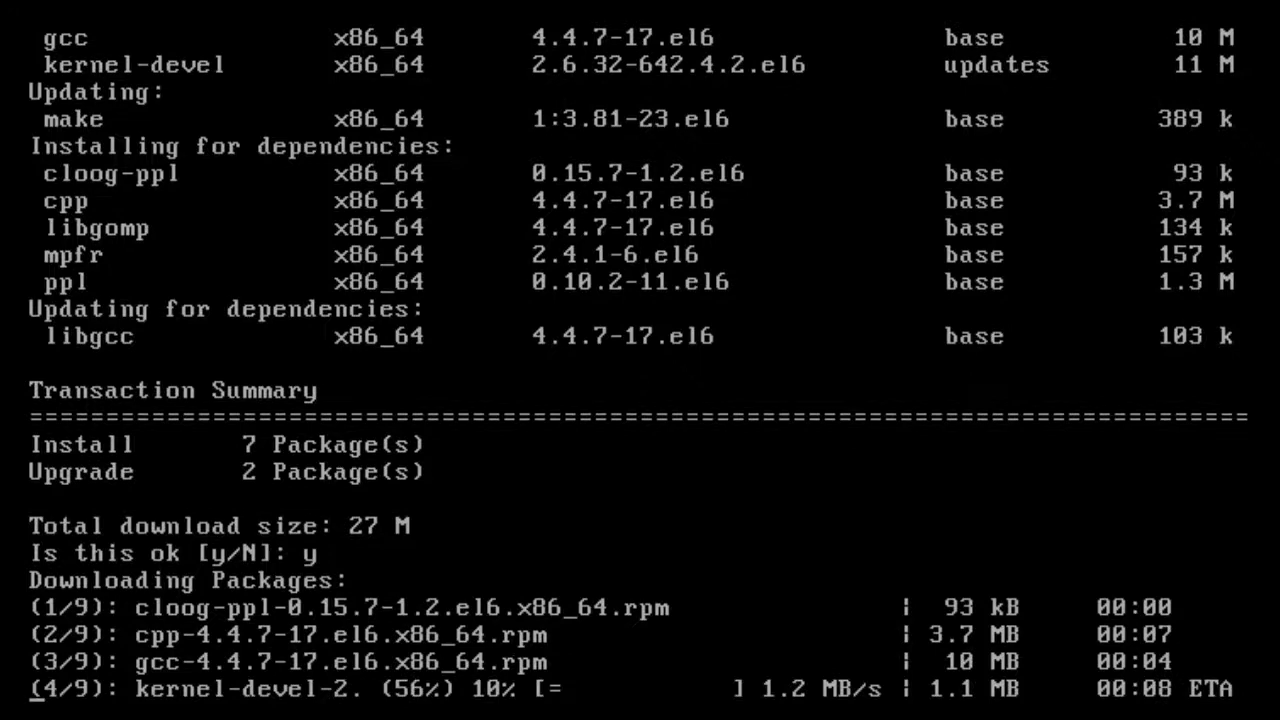 gcc x86_64 4.4.7-17.el6 base 10 M
kernel-devel x86_64 2.6.32-642.4.2.el6 updates 11 M
Updating:
make x86_64 1:3.81-23.el6 base 389 k
Installing for dependencies:
cloog-ppl x86_64 0.15.7-1.2.el6 base 93 k
cpp x86_64 4.4.7-17.el6 base 3.7 M
libgomp x86_64 4.4.7-17.el6 base 134 k
mpfr x86_64 2.4.1-6.el6 base 157 k
ppl x86_64 0.10.2-11.el6 base 1.3 M
Updating for dependencies:
libgcc x86_64 4.4.7-17.el6 base 103 k
Transaction Summary
================================================================================
Install 7 Package(s)
Upgrade 2 Package(s)
Total download size: 27 M
Is this ok [y/N]: y
Downloading Packages:
(1/9): cloog-ppl-0.15.7-1.2.el6.x86_64.rpm | 93 kB 00:00
(2/9): cpp-4.4.7-17.el6.x86_64.rpm | 3.7 MB 00:07
(3/9): gcc-4.4.7-17.el6.x86_64.rpm | 10 MB 00:04
(4/9): kernel-devel-2. (56%) 10% [= ] 1.2 MB/s | 1.1 MB 00:08 ETA